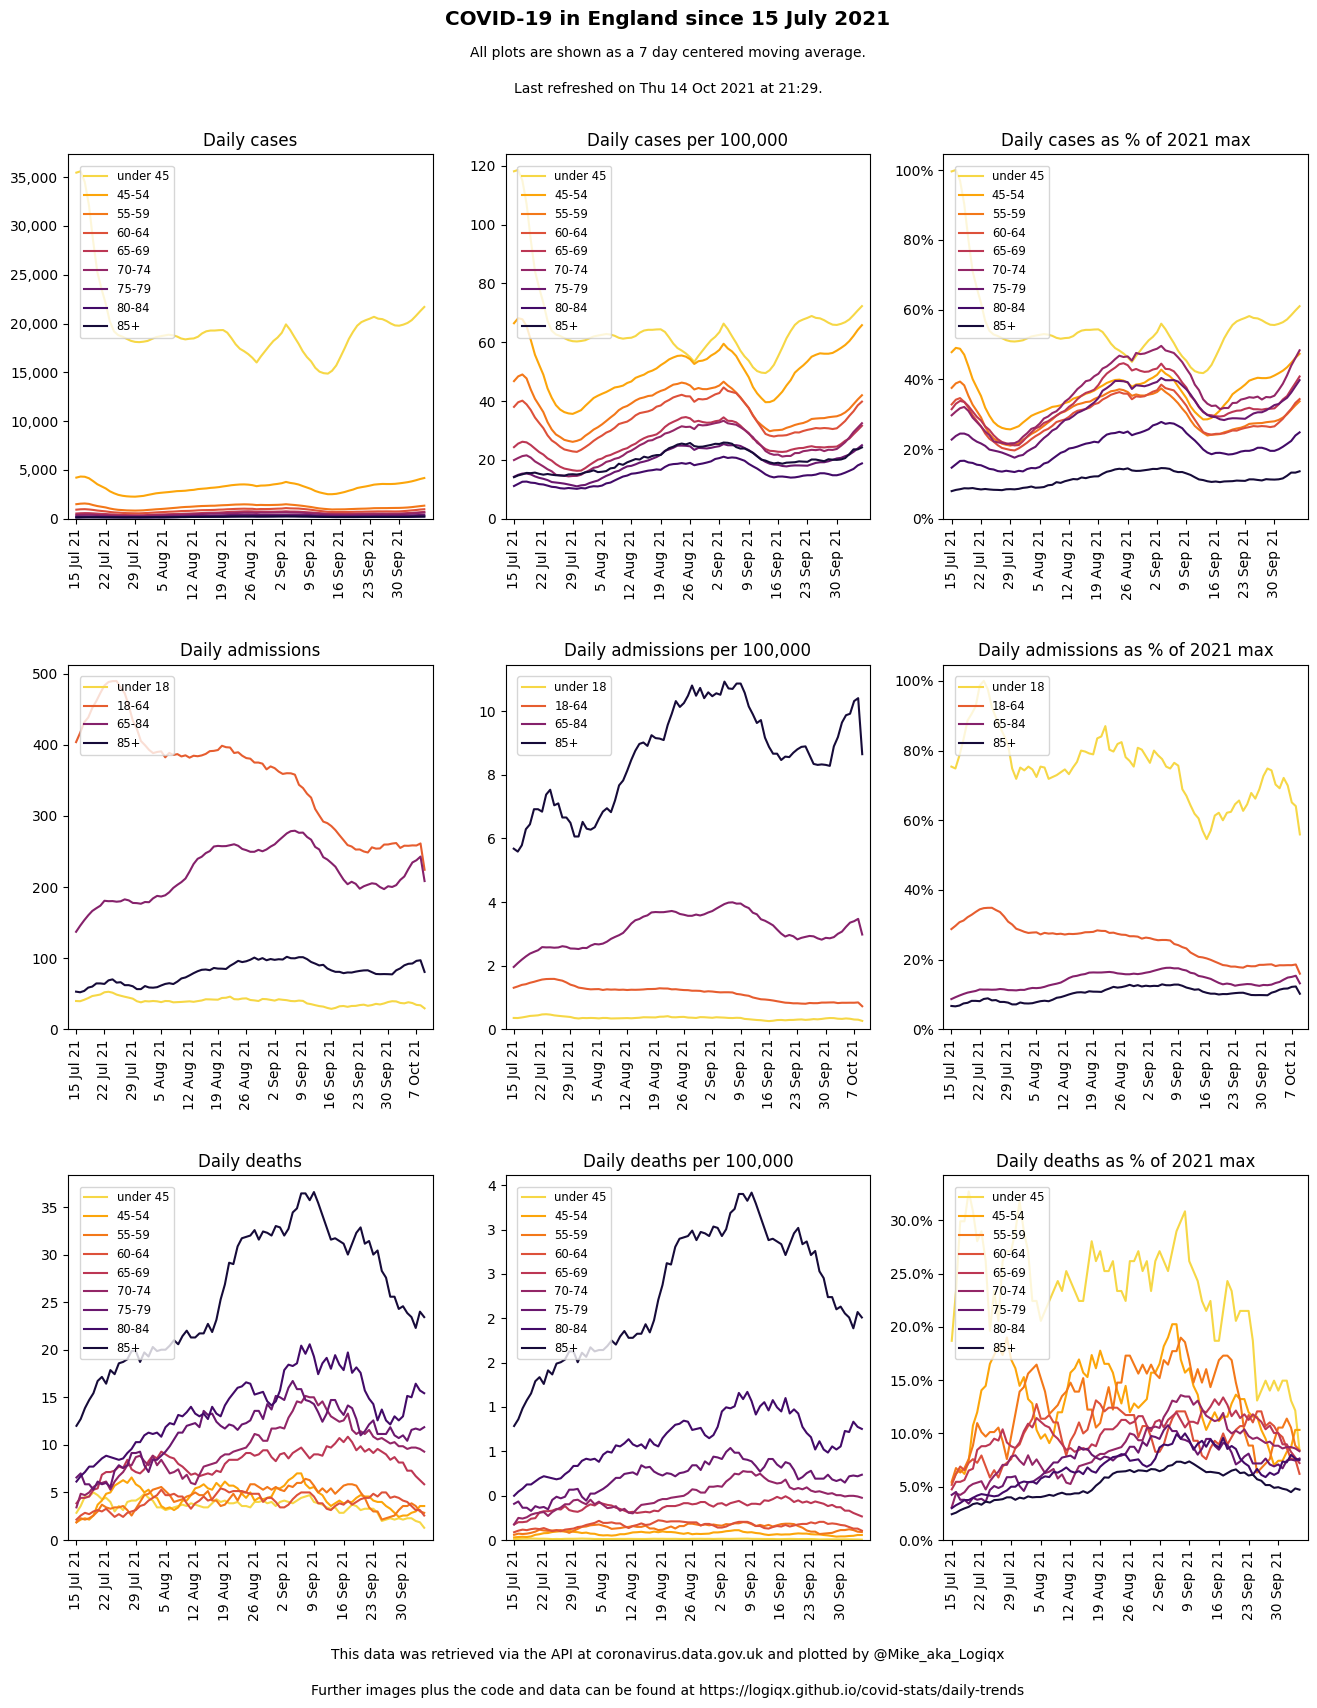 COVID-19 in England since 15 July 2021
All plots are shown as a 7 day centered moving average.
Last refreshed on Thu 14 Oct 2021 at 21:29.
Daily cases
35,000
30,000
25,000
20,000
15,000
10,000
5,000
0
under 45
45-54
55-59
60-64
65-69
70-74
75-79
80-84
85+
15 Jul 21
22 Jul 21
29 Jul 21
5 Aug 21
12 Aug 21
19 Aug 21
26 Aug 21
2 Sep 21
9 Sep 21
16 Sep 21
23 Sep 21
30 Sep 21
Daily cases per 100,000
120
100
80
60
40
20
0
under 45
45-54
55-59
60-64
65-69
70-74
75-79
80-84
85+
15 Jul 21
22 Jul 21
29 Jul 21
5 Aug 21
12 Aug 21
19 Aug 21
26 Aug 21
2 Sep 21
9 Sep 21
16 Sep 21
23 Sep 21
30 Sep 21
Daily cases as % of 2021 max
100%
80%
60%
40%
20%
0%
under 45
45-54
55-59
60-64
65-69
70-74
75-79
80-84
85+
15 Jul 21
22 Jul 21
29 Jul 21
5 Aug 21
12 Aug 21
19 Aug 21
26 Aug 21
2 Sep 21
9 Sep 21
16 Sep 21
23 Sep 21
30 Sep 21
Daily admissions
500
400
300
200
100
0
under 18
18-64
65-84
85+
15 Jul 21
22 Jul 21
29 Jul 21
5 Aug 21
12 Aug 21
19 Aug 21
26 Aug 21
2 Sep 21
9 Sep 21
16 Sep 21
23 Sep 21
30 Sep 21
7 Oct 21
Daily admissions per 100,000
10
8
6
4
2
0
under 18
18-64
65-84
85+
15 Jul 21
22 Jul 21
29 Jul 21
5 Aug 21
12 Aug 21
19 Aug 21
26 Aug 21
2 Sep 21
9 Sep 21
16 Sep 21
23 Sep 21
30 Sep 21
7 Oct 21
Daily admissions as % of 2021 max
100%
80%
60%
40%
20%
0%
under 18
18-64
65-84
85+
15 Jul 21
22 Jul 21
29 Jul 21
5 Aug 21
12 Aug 21
19 Aug 21
26 Aug 21
2 Sep 21
9 Sep 21
16 Sep 21
23 Sep 21
30 Sep 21
7 Oct 21
Daily deaths
35
30
25
20
15
10
5
0
under 45
45-54
55-59
60-64
65-69
70-74
75-79
80-84
85+
15 Jul 21
22 Jul 21
29 Jul 21
5 Aug 21
12 Aug 21
19 Aug 21
26 Aug 21
2 Sep 21
9 Sep 21
16 Sep 21
23 Sep 21
30 Sep 21
Daily deaths per 100,000
4
3
3
2
2
1
1
0
0
under 45
45-54
55-59
60-64
65-69
70-74
75-79
80-84
85+
15 Jul 21
22 Jul 21
29 Jul 21
5 Aug 21
12 Aug 21
19 Aug 21
26 Aug 21
2 Sep 21
9 Sep 21
16 Sep 21
23 Sep 21
30 Sep 21
Daily deaths as % of 2021 max
30.0%
25.0%
20.0%
15.0%
10.0%
5.0%
0.0%
under 45
45-54
55-59
60-64
65-69
70-74
75-79
80-84
85+
15 Jul 21
22 Jul 21
29 Jul 21
5 Aug 21
12 Aug 21
19 Aug 21
26 Aug 21
2 Sep 21
9 Sep 21
16 Sep 21
23 Sep 21
30 Sep 21
This data was retrieved via the API at coronavirus.data.gov.uk and plotted by @Mike_aka_Logiqx
Further images plus the code and data can be found at https://logiqx.github.io/covid-stats/daily-trends